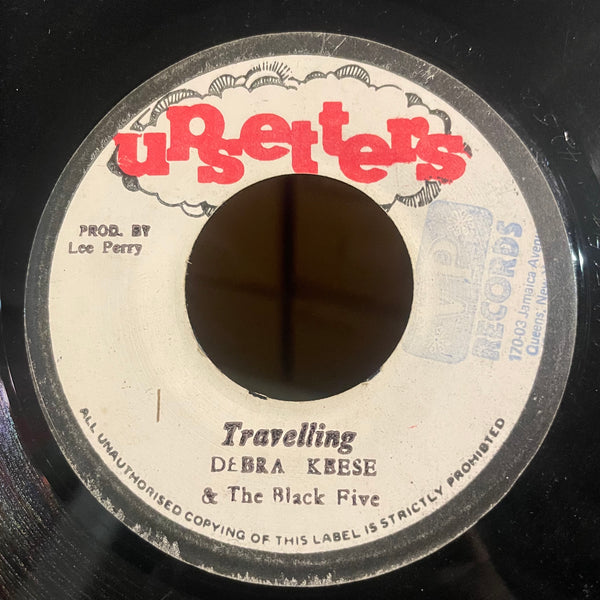 upsetters
PROD. BY
Lee Perry
VP
RECORDS
170-03 Jamaica Aven
Queens, New
Travelling
DEBRA KEESE
& The Black Five
ALL UNAUTHORISED COPYING OF THIS LABEL IS STRICTLY PROHIBITED